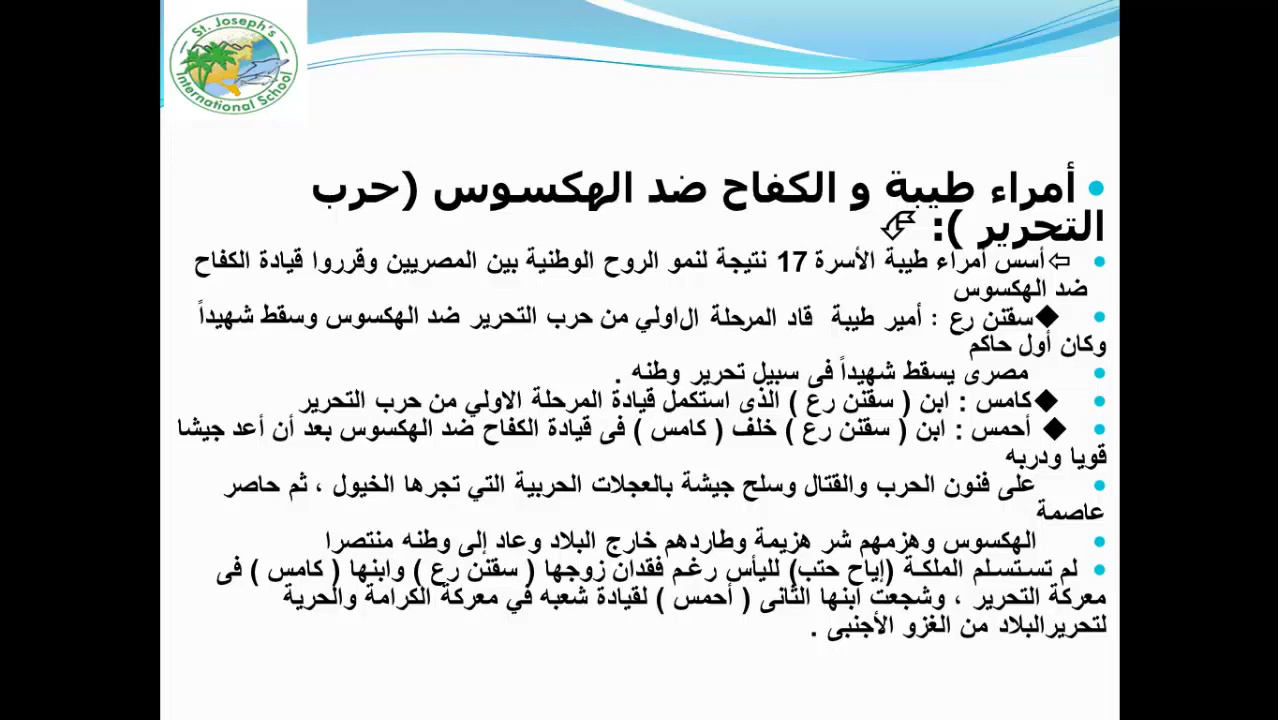 St. Joseph's
International School
• أمراء طيبة و الكفاح ضد الهكسوس (حرب
التحرير ):
• ⇦أسس أمراء طيبة الأسرة 17 نتيجة لنمو الروح الوطنية بين المصريين وقرروا قيادة الكفاح
ضد الهكسوس
• ◆سقنن رع : أمير طيبة قاد المرحلة الاولي من حرب التحرير ضد الهكسوس وسقط شهيداً
وكان أول حاكم
• مصرى يسقط شهيداً فى سبيل تحرير وطنه .
• ◆كامس : ابن ( سقنن رع ) الذى استكمل قيادة المرحلة الاولي من حرب التحرير
• ◆ أحمس : ابن ( سقنن رع ) خلف ( كامس ) فى قيادة الكفاح ضد الهكسوس بعد أن أعد جيشا
قويا ودربه
• على فنون الحرب والقتال وسلح جيشة بالعجلات الحربية التي تجرها الخيول ، ثم حاصر
عاصمة
• الهكسوس وهزمهم شر هزيمة وطاردهم خارج البلاد وعاد إلى وطنه منتصرا
• لم تستسلم الملكة (إياح حتب) لليأس رغم فقدان زوجها ( سقنن رع ) وابنها ( كامس ) فى
معركة التحرير ، وشجعت ابنها الثانى ( أحمس ) لقيادة شعبه في معركة الكرامة والحرية
لتحريرالبلاد من الغزو الأجنبى .